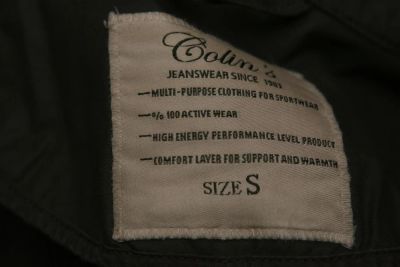 Colin's
JEANSWEAR SINCE 1983
—MULTI-PURPOSE CLOTHING FOR SPORTWEAR
—% 100 ACTIVE WEAR
—HIGH ENERGY PERFORMANCE LEVEL PRODUCT
—COMFORT LAYER FOR SUPPORT AND WARMTH
SIZE S